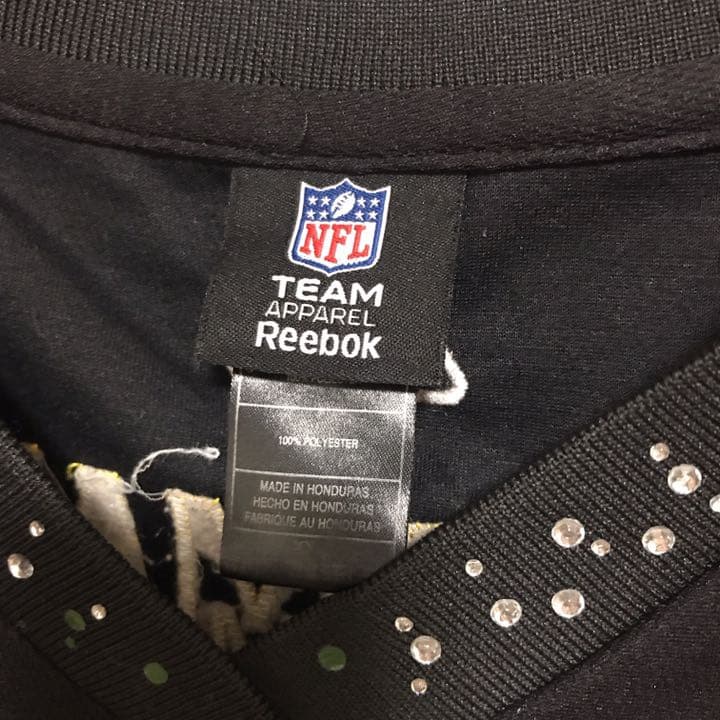 NFL
TEAM
APPAREL
Reebok
100% POLYESTER
MADE IN HONDURAS
HECHO EN HONDURAS
FABRIQUE AU HONDURAS